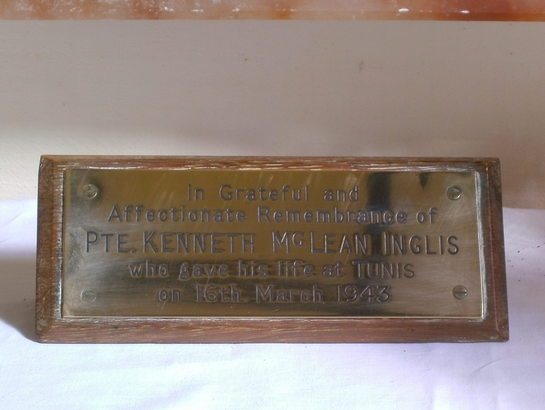 In Grateful and
Affectionate Remembrance of
PTE. KENNETH McLEAN INGLIS
who gave his life at TUNIS
on 16th March 1943